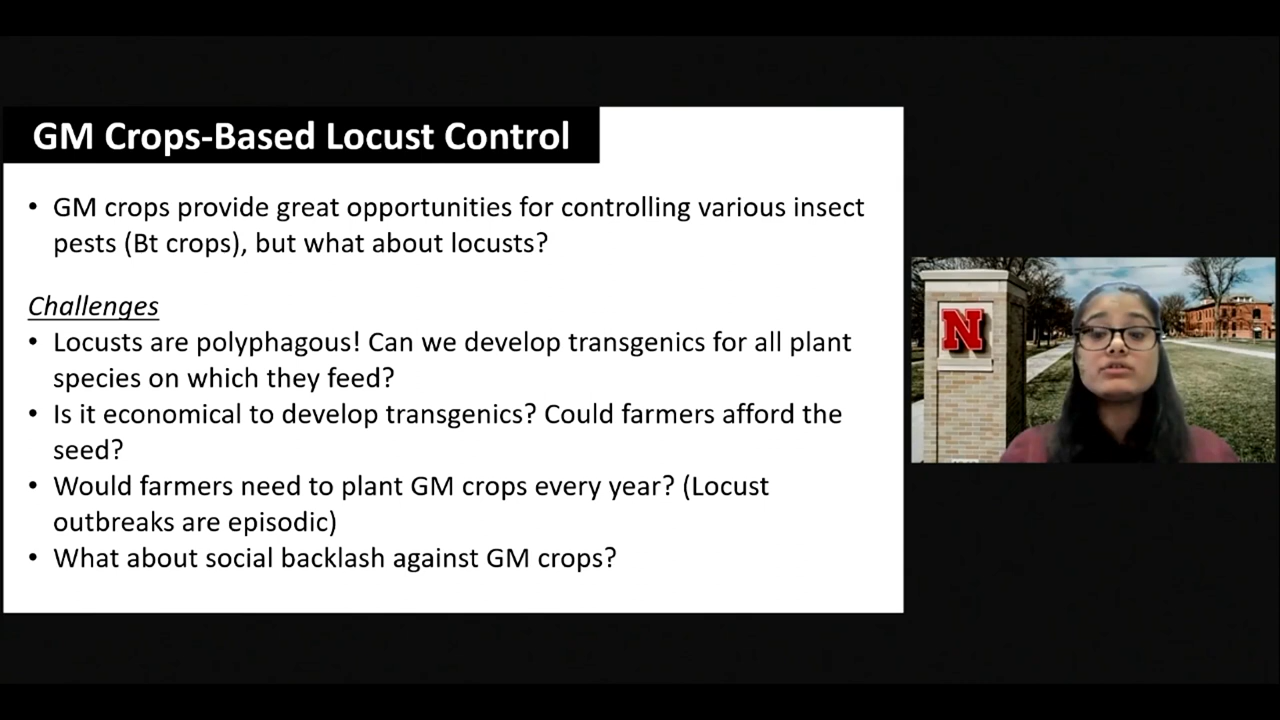 GM Crops-Based Locust Control
• GM crops provide great opportunities for controlling various insect
pests (Bt crops), but what about locusts?
Challenges
• Locusts are polyphagous! Can we develop transgenics for all plant
species on which they feed?
• Is it economical to develop transgenics? Could farmers afford the
seed?
• Would farmers need to plant GM crops every year? (Locust
outbreaks are episodic)
• What about social backlash against GM crops?
N